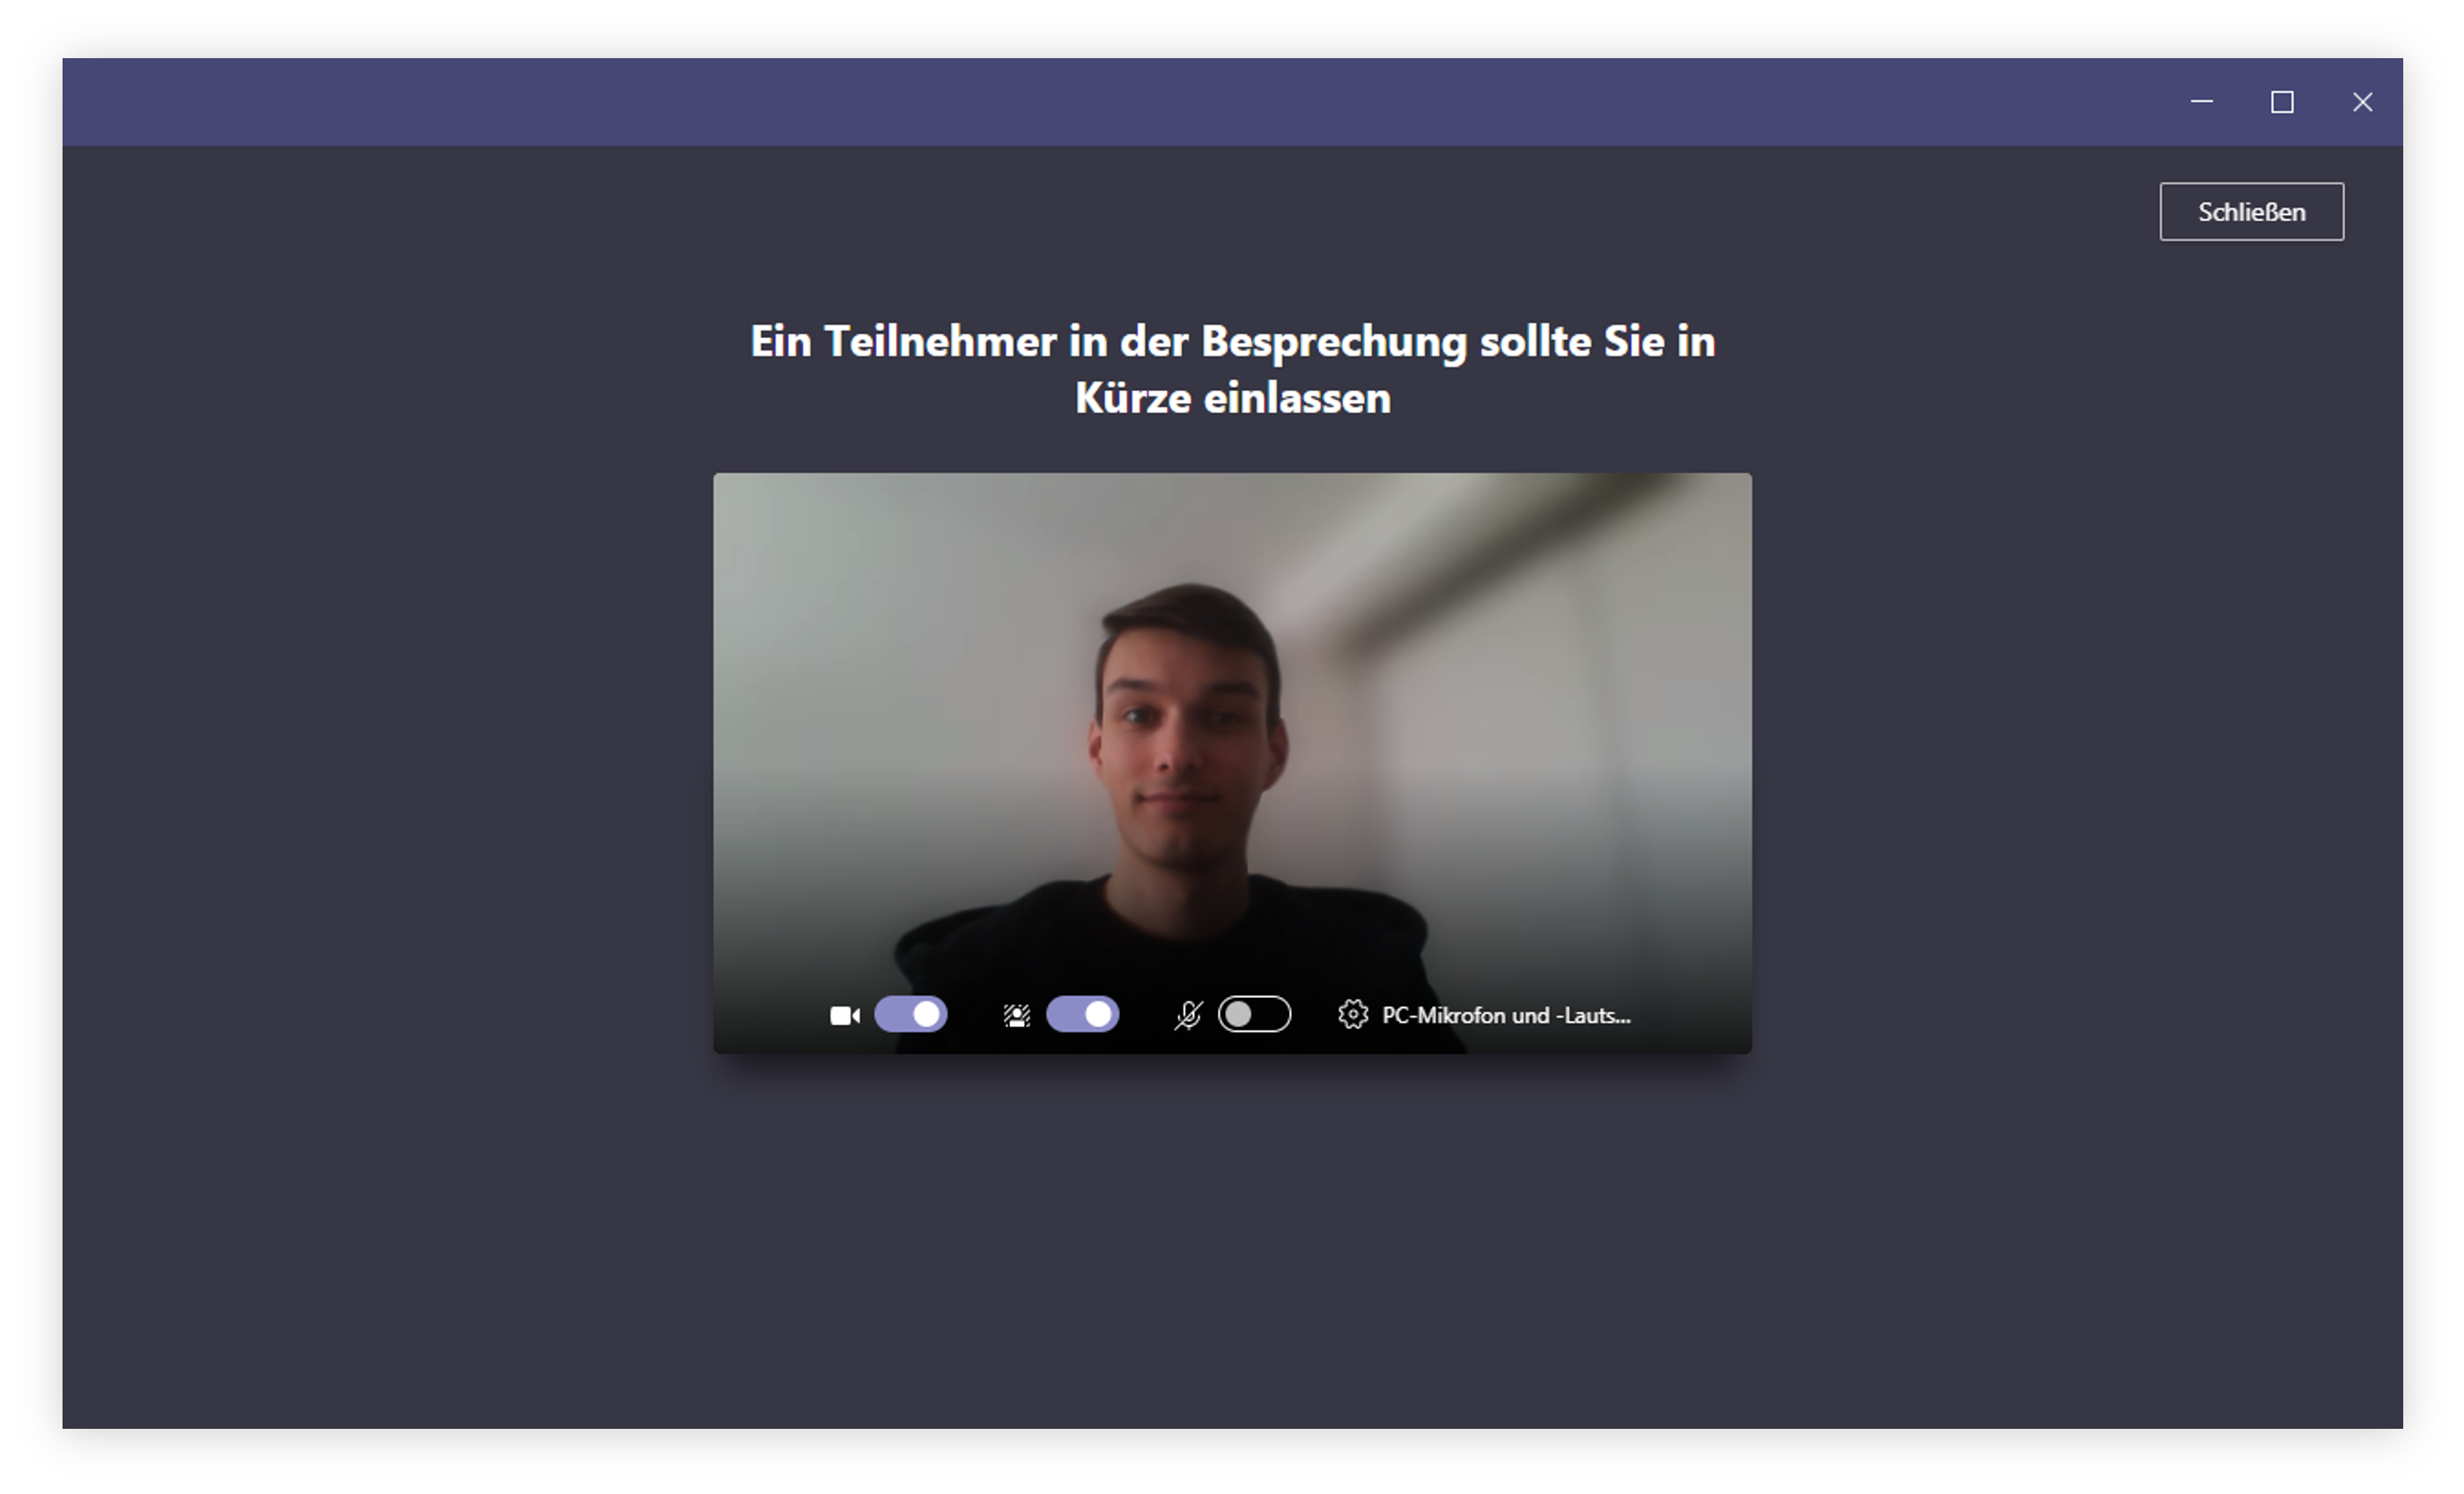 Schließen
Ein Teilnehmer in der Besprechung sollte Sie in
Kürze einlassen
PC-Mikrofon und -Lauts...